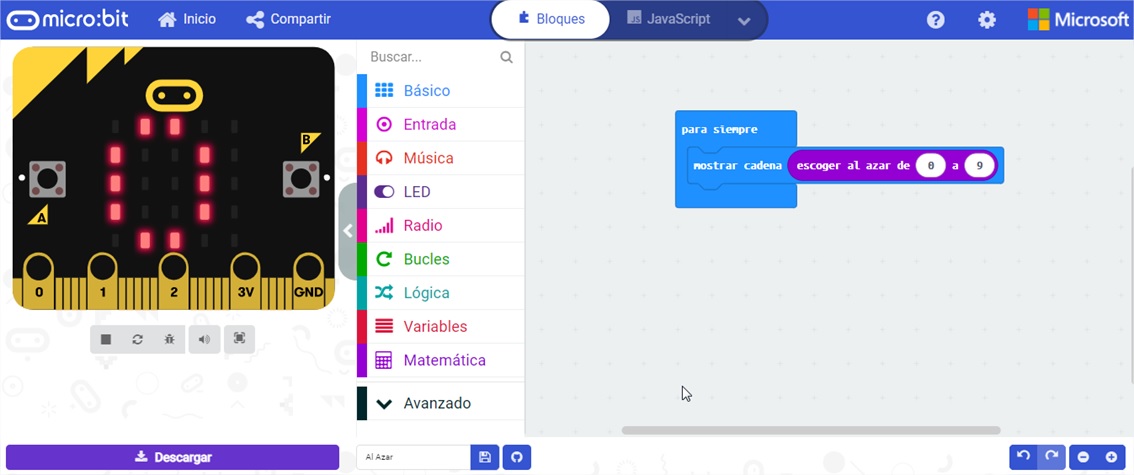 micro:bit Inicio Compartir Bloques JS JavaScript ? Microsoft
B
A
0 1 2 3V GND
Buscar...
Básico
Entrada
Música
LED
Radio
Bucles
Lógica
Variables
Matemática
Avanzado
para siempre
mostrar cadena escoger al azar de 0 a 9
Descargar
Al Azar